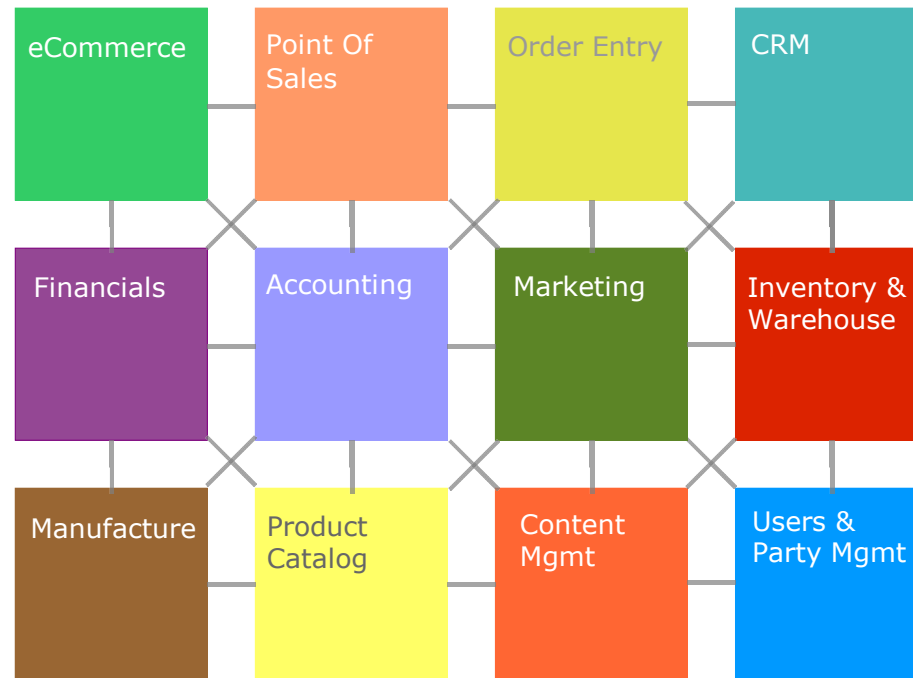 eCommerce
Point Of
Sales
Order Entry
CRM
Financials
Accounting
Marketing
Inventory &
Warehouse
Manufacture
Product
Catalog
Content
Mgmt
Users &
Party Mgmt